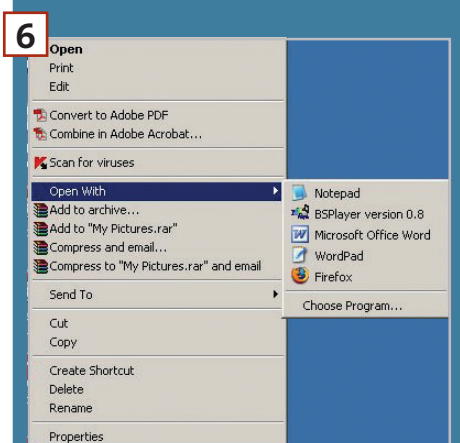 6
Open
Print
Edit
Convert to Adobe PDF
Combine in Adobe Acrobat...
Scan for viruses
Open With
Add to archive...
Add to "My Pictures.rar"
Compress and email...
Compress to "My Pictures.rar" and email
Send To
Cut
Copy
Create Shortcut
Delete
Rename
Properties
Notepad
BSPlayer version 0.8
Microsoft Office Word
WordPad
Firefox
Choose Program...